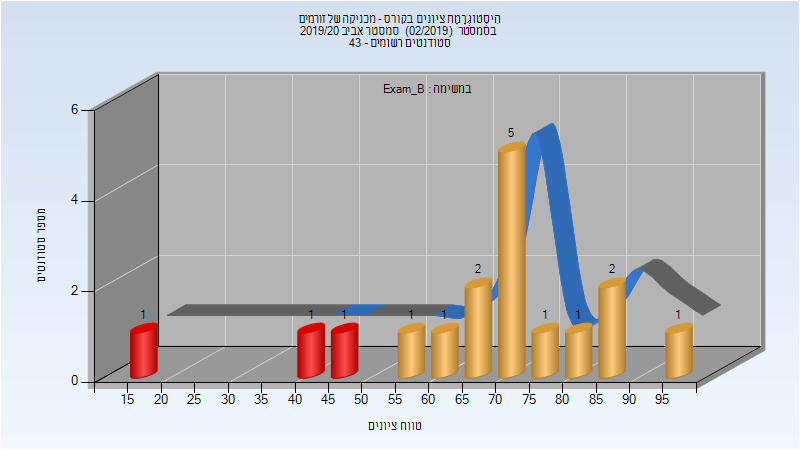 היסטוגרמת ציונים בקורס - מכניקה של זורמים
בסמסטר (02/2019) סמסטר אביב 2019/20
סטודנטים רשומים - 43
במשימה : Exam_B
מספר סטודנטים
6
4
2
0
1
1
1
1
1
2
5
1
1
2
1
15 20 25 30 35 40 45 50 55 60 65 70 75 80 85 90 95
טווח ציונים